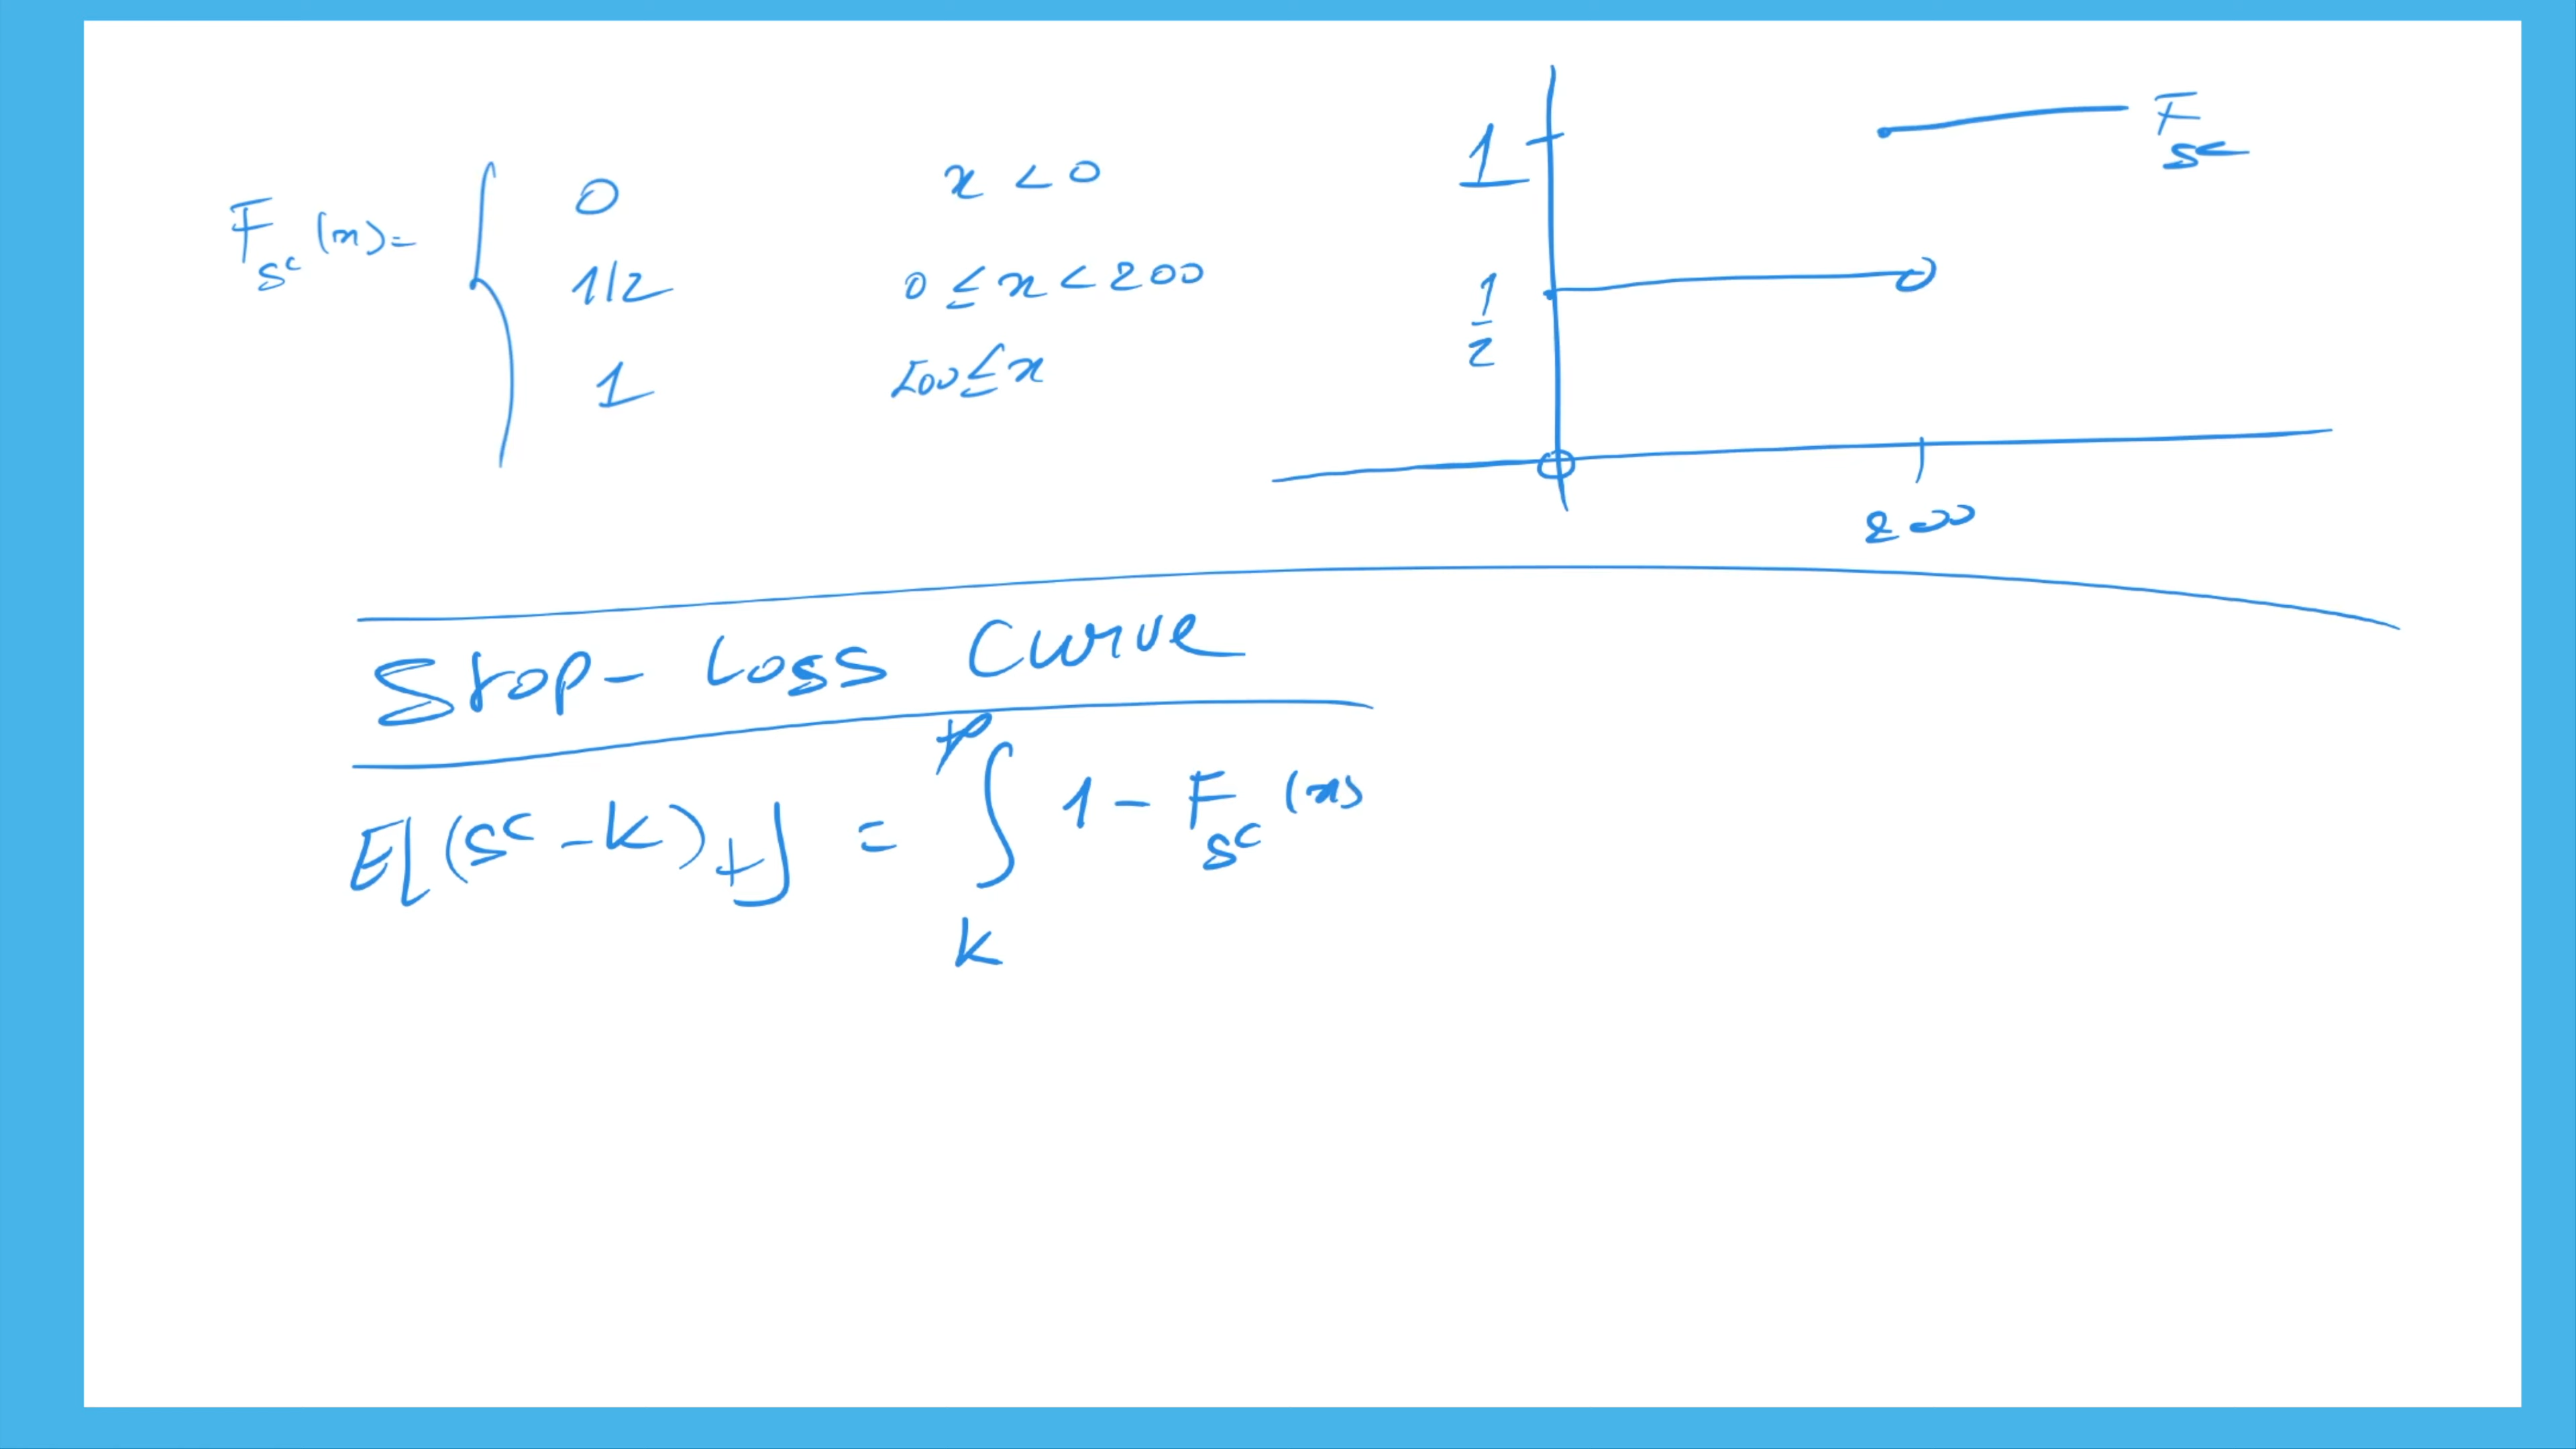 F_{S^c}(x) =
0 x < 0
1/2 0 ≤ x < 200
200 ≤ x
1
1
F_{S^c}
1/2
200
Stop-Loss Curve
E[(S^c - k)_+] = ∫_k^{+∞} 1 - F_{S^c}(x)